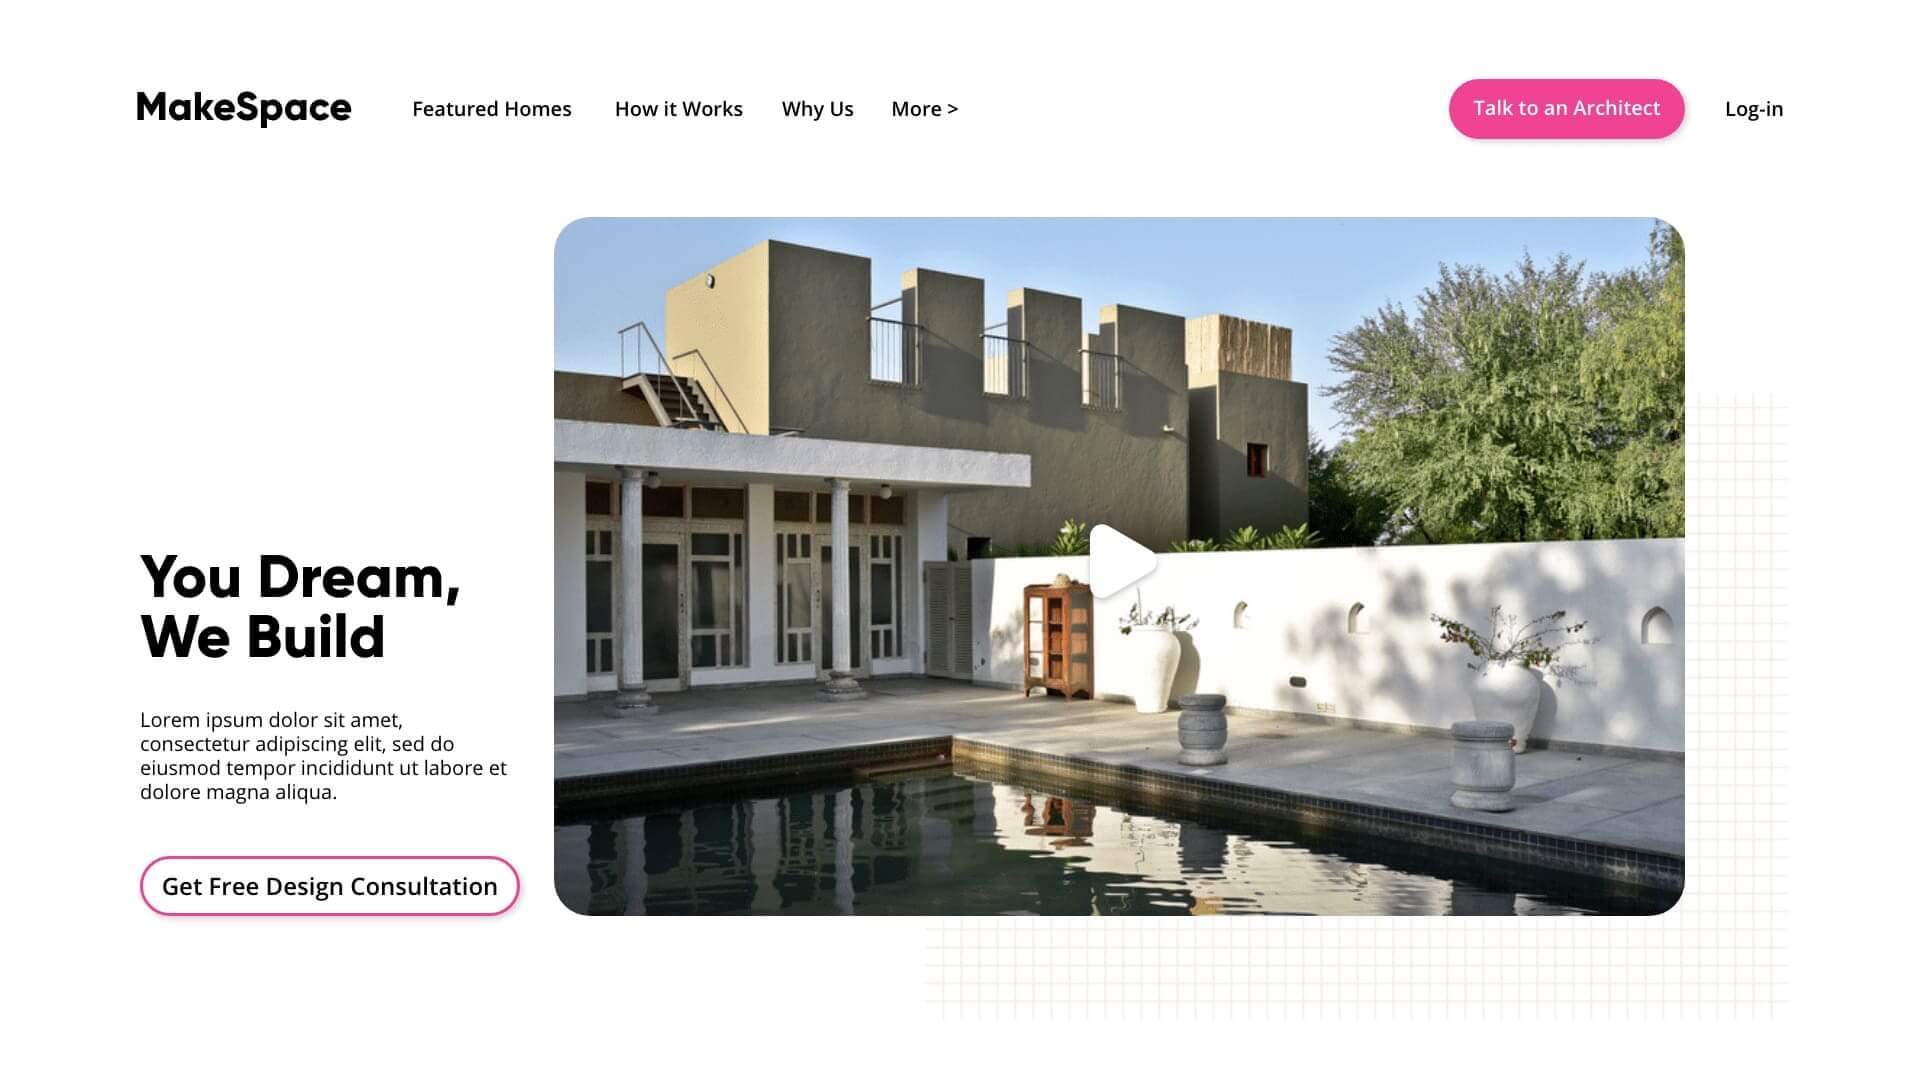 MakeSpace
Featured Homes
How it Works
Why Us
More >
Talk to an Architect
Log-in
You Dream,
We Build
Lorem ipsum dolor sit amet,
consectetur adipiscing elit, sed do
eiusmod tempor incididunt ut labore et
dolore magna aliqua.
Get Free Design Consultation